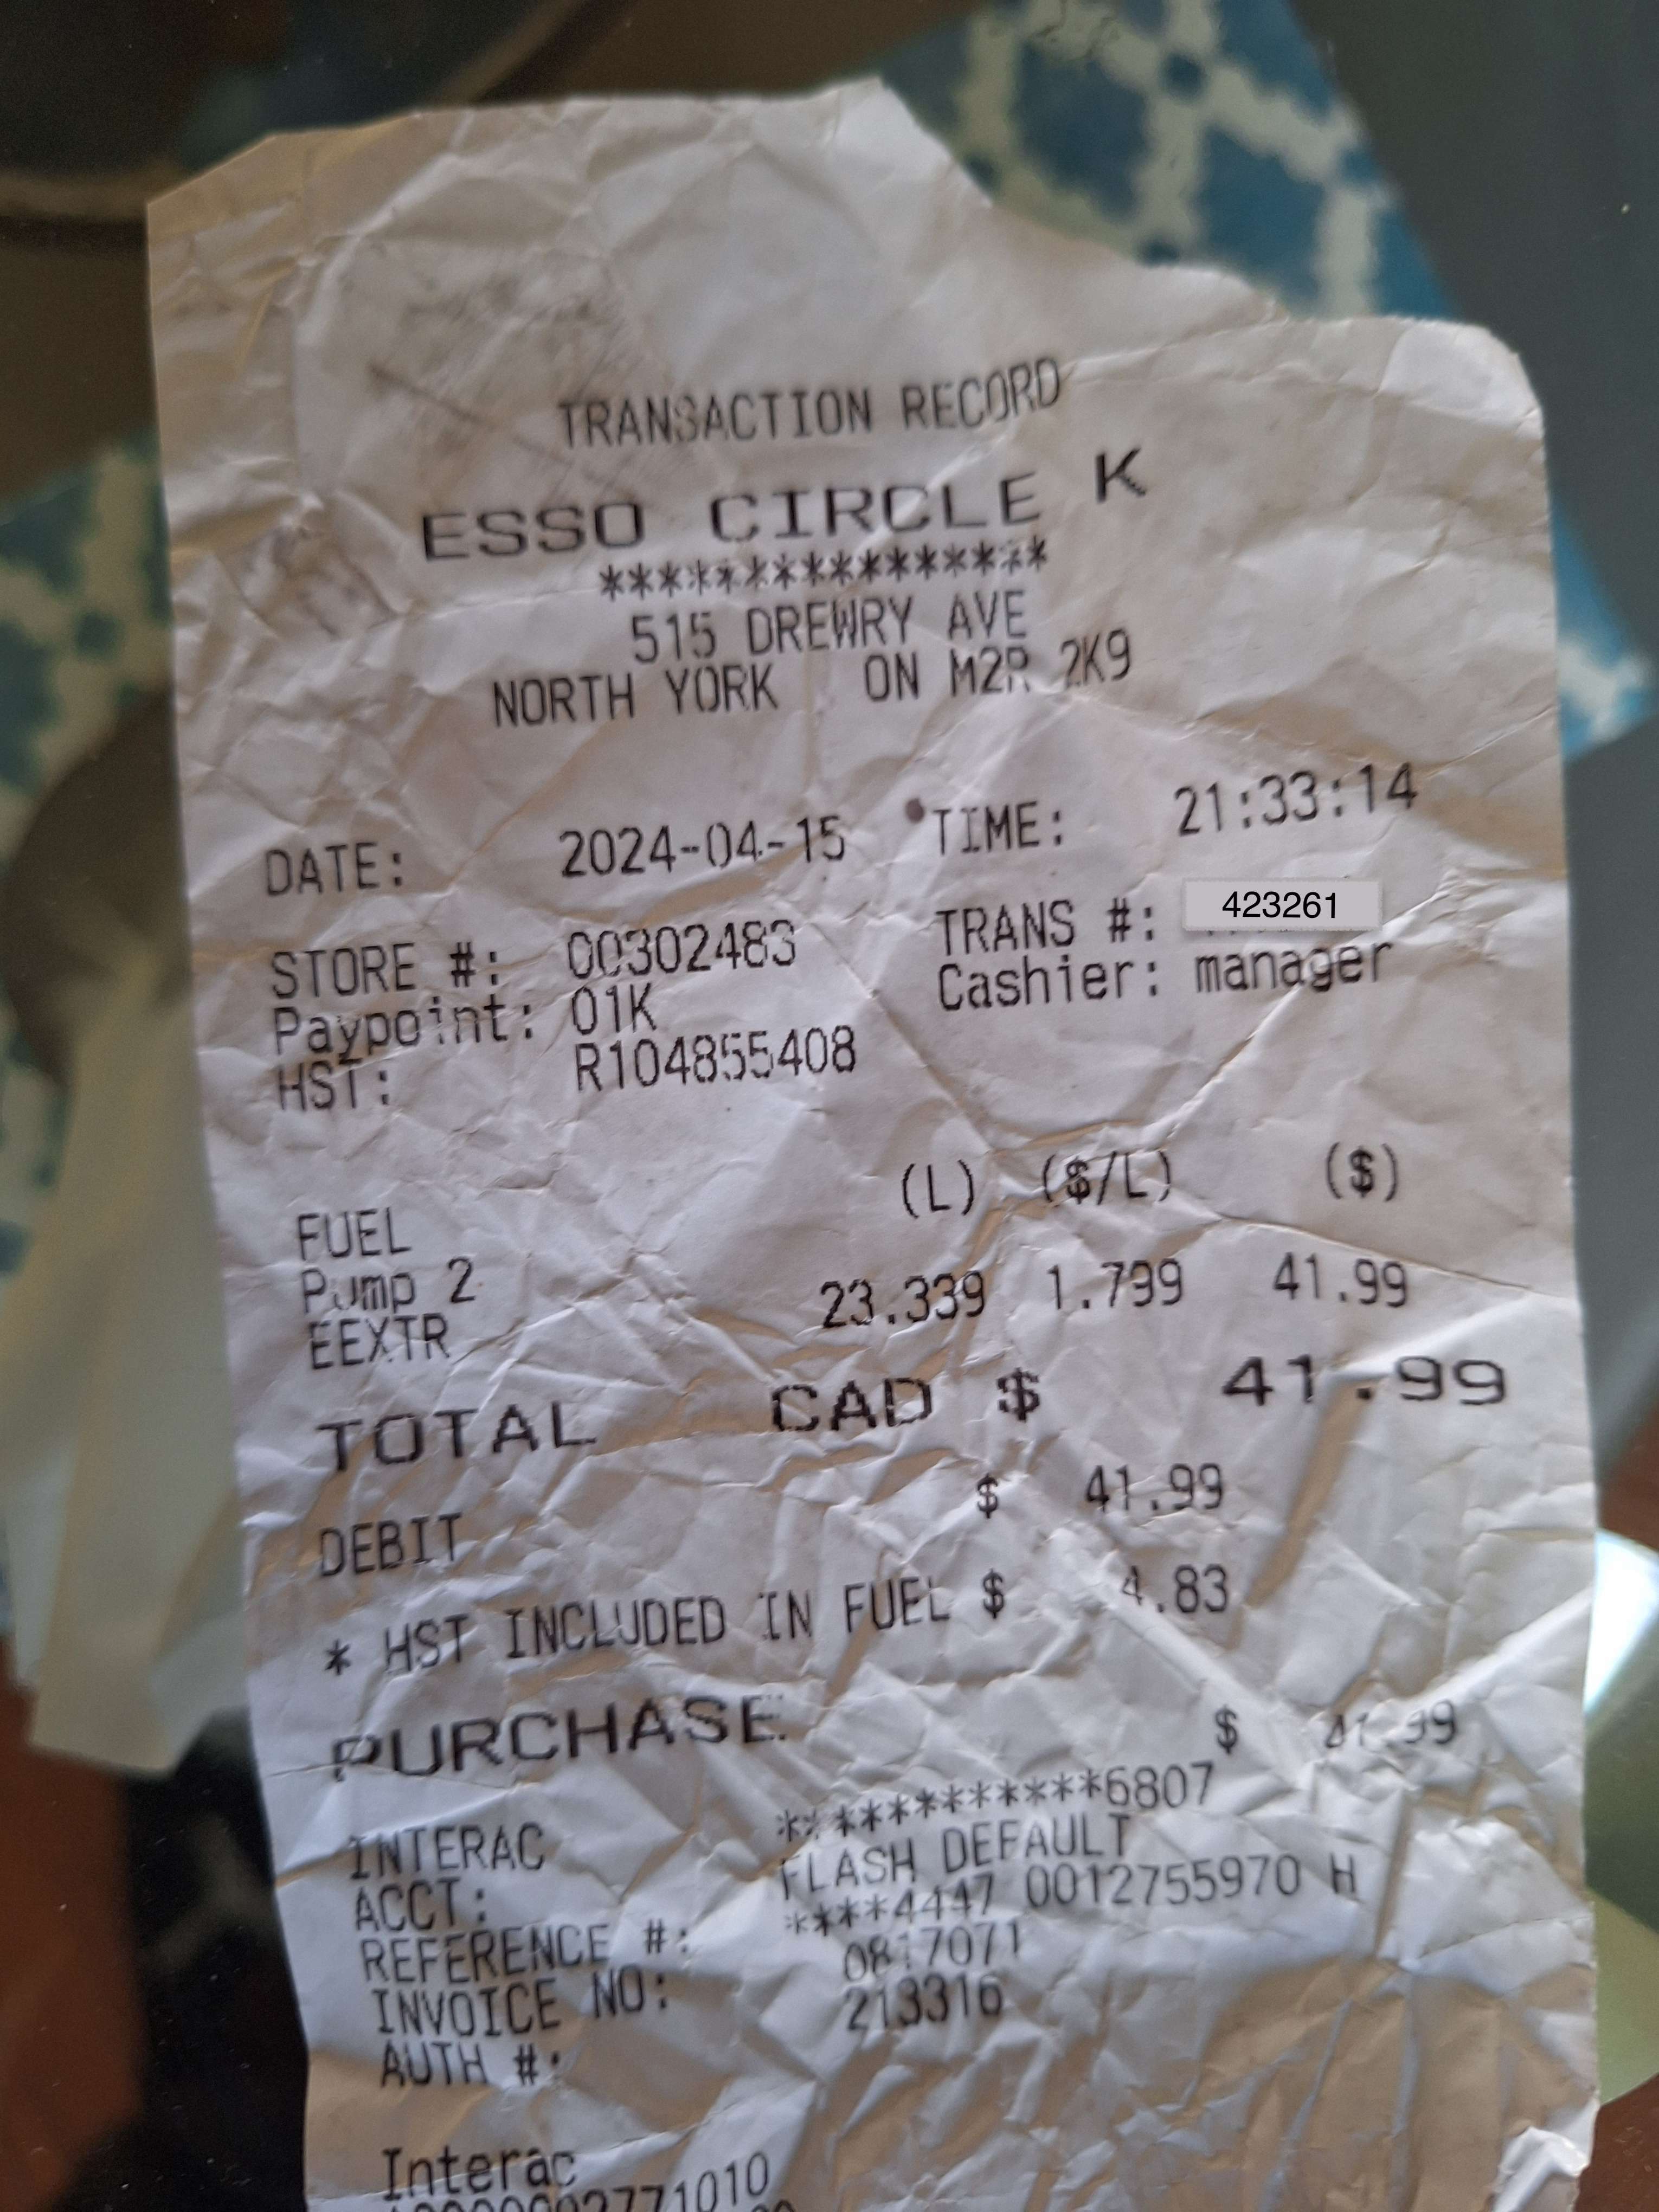 TRANSACTION RECORD
ESSO CIRCLE K
****************
515 DREWRY AVE
NORTH YORK ON M2R 2K9
DATE: 2024-04-15 TIME: 21:33:14
STORE #: 00302483 TRANS #: 423261
Paypoint: 01K Cashier: manager
HST: R104855408
(L) ($/L) ($)
FUEL
Pump 2 23.339 1.799 41.99
EEXTR
TOTAL CAD $ 41.99
DEBIT $ 41.99
* HST INCLUDED IN FUEL $ 4.83
PURCHASE $ 41.99
INTERAC ************6807
ACCT: FLASH DEFAULT
REFERENCE #: ****4447 0012755970 H
INVOICE NO: 0817071
AUTH #: 213316
Interac